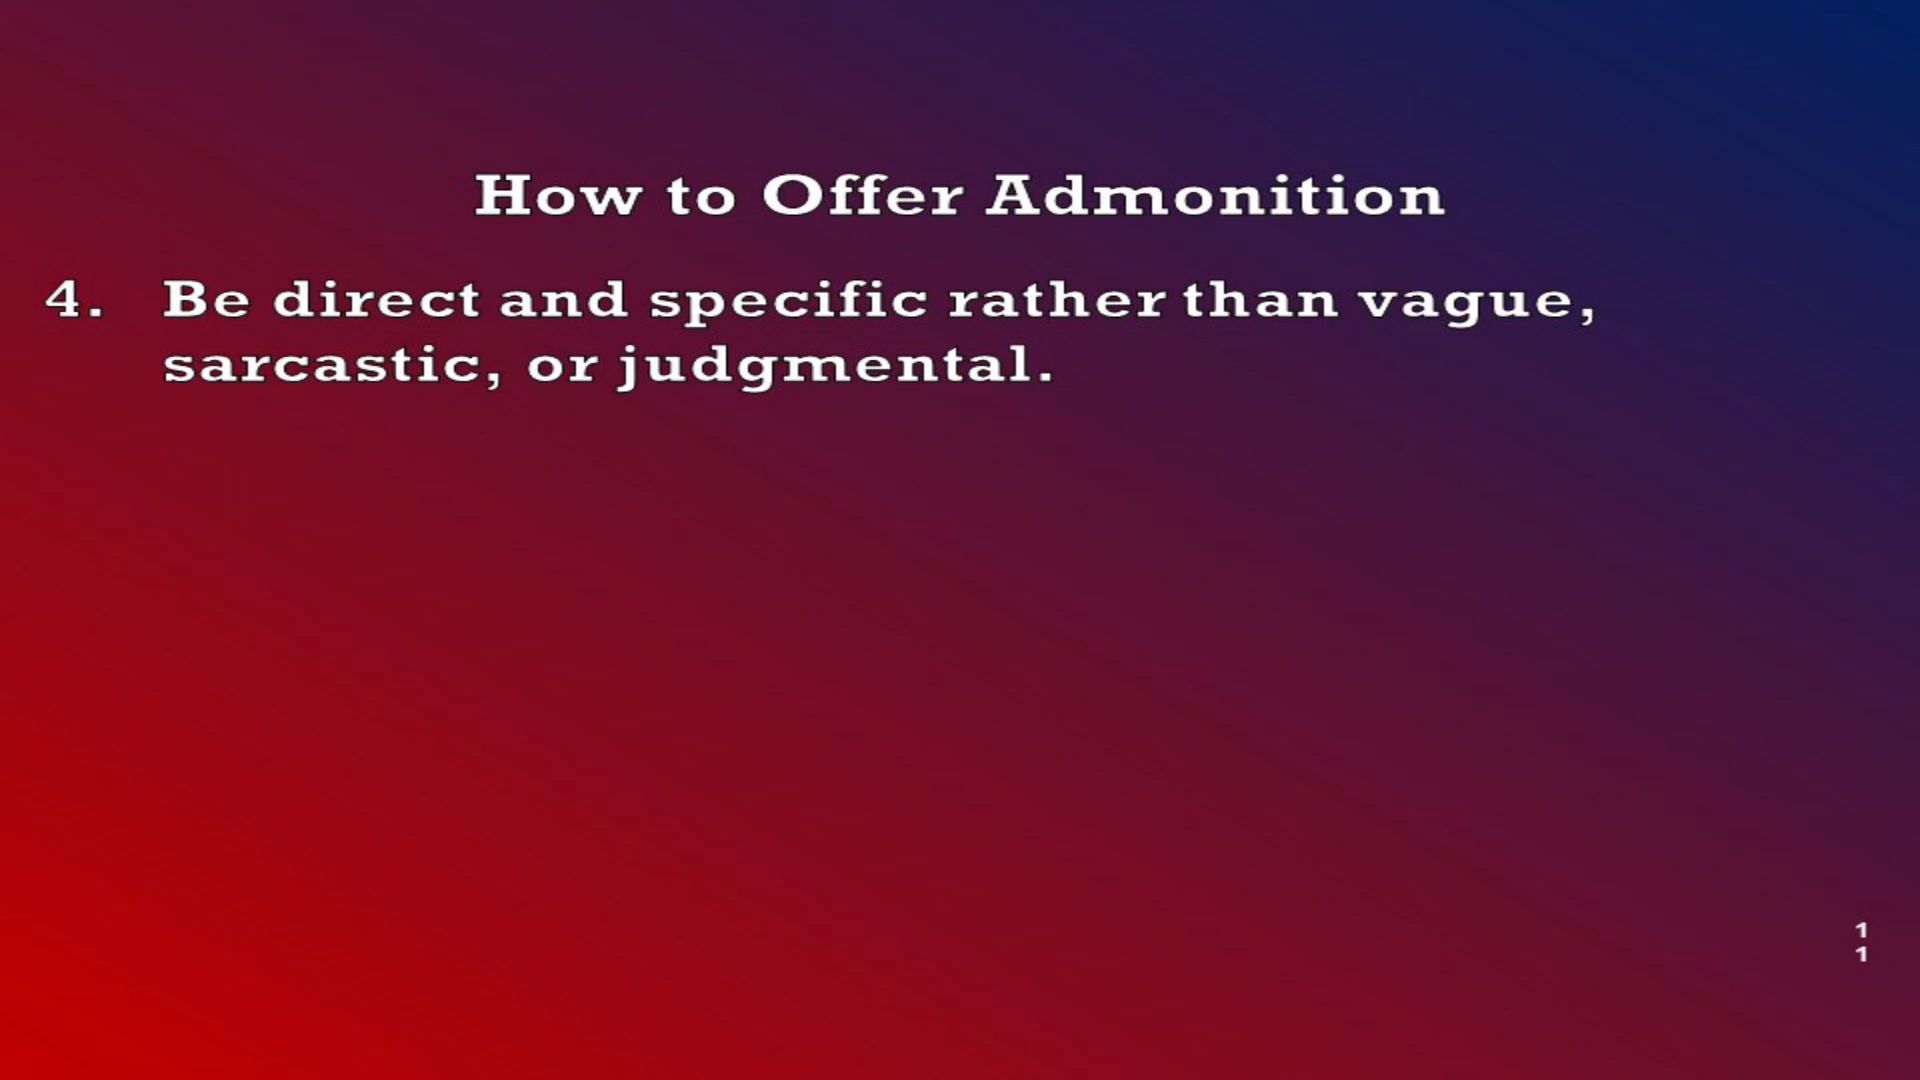 How to Offer Admonition
4. Be direct and specific rather than vague,
sarcastic, or judgmental.
1
1